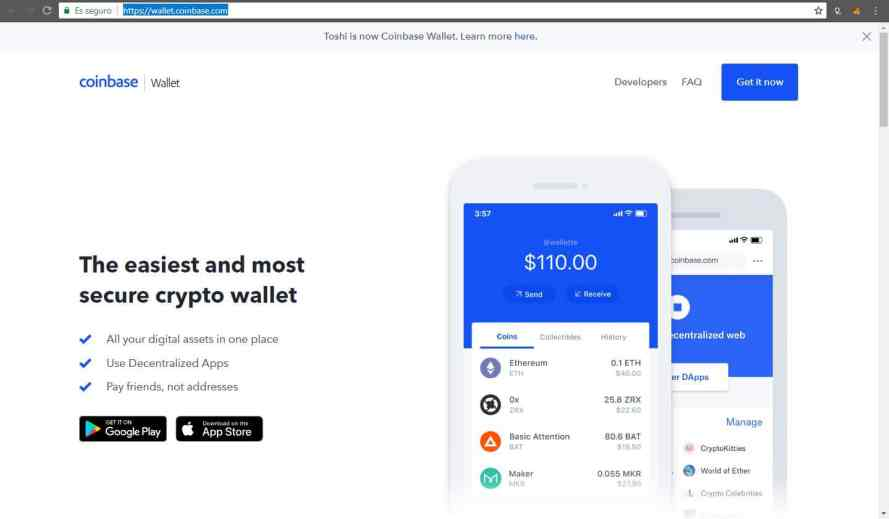 Es seguro https://wallet.coinbase.com
Toshi is now Coinbase Wallet. Learn more here.
coinbase Wallet
Developers FAQ Get it now
The easiest and most
secure crypto wallet
All your digital assets in one place
Use Decentralized Apps
Pay friends, not addresses
GET IT ON
Google Play
Download on the
App Store
3:57
@wallette
$110.00
Send Receive
Coins Collectibles History
Ethereum 0.1 ETH
ETH $40.00
0x 25.8 ZRX
ZRX $22.60
Basic Attention 80.6 BAT
BAT
Maker 0.055 MKR
MKR
coinbase.com
centralized web
er DApps
Manage
CryptoKitties
World of Ether
Crypto Celebrities